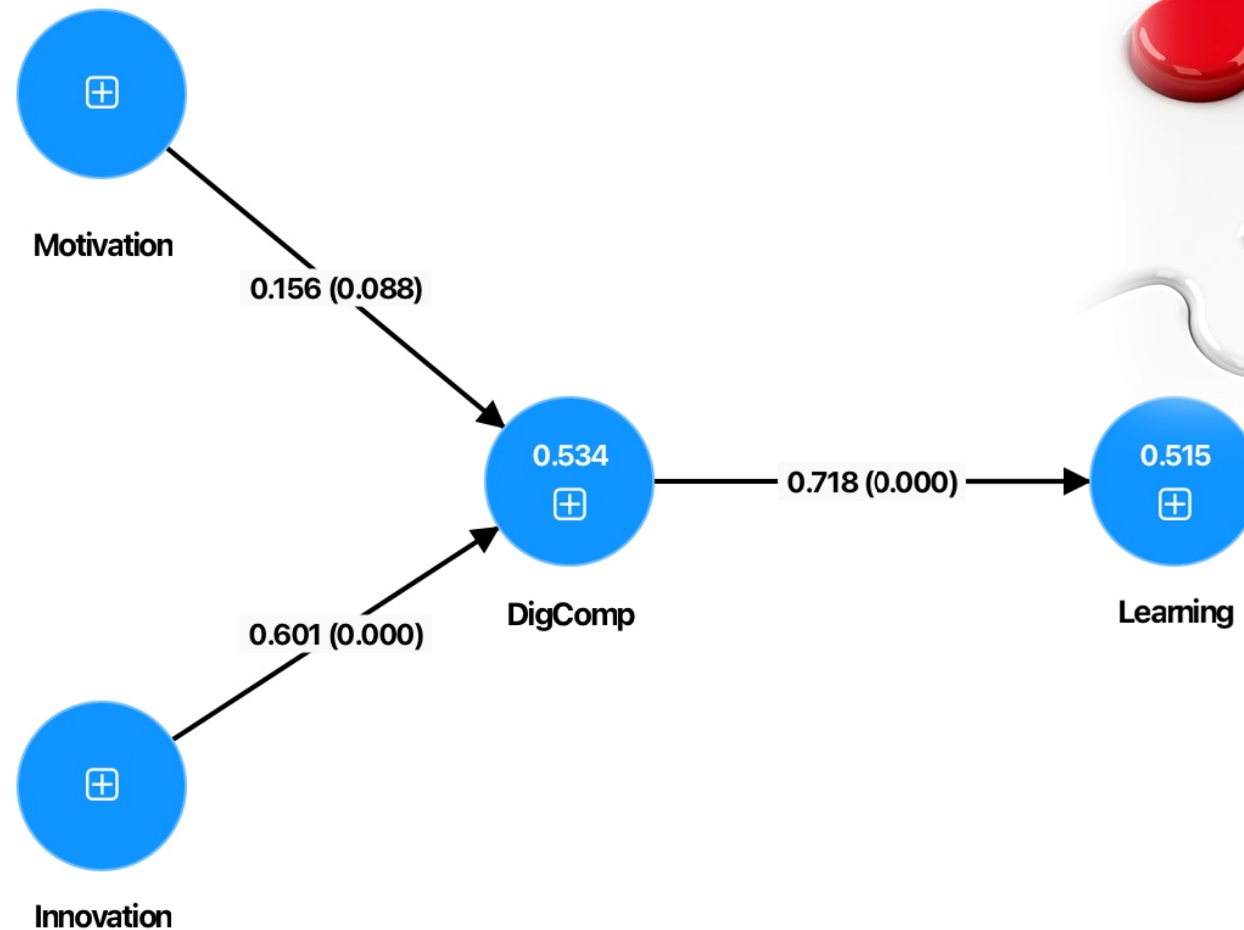 Motivation
0.156 (0.088)
0.534
0.718 (0.000)
0.515
DigComp
Learning
0.601 (0.000)
Innovation